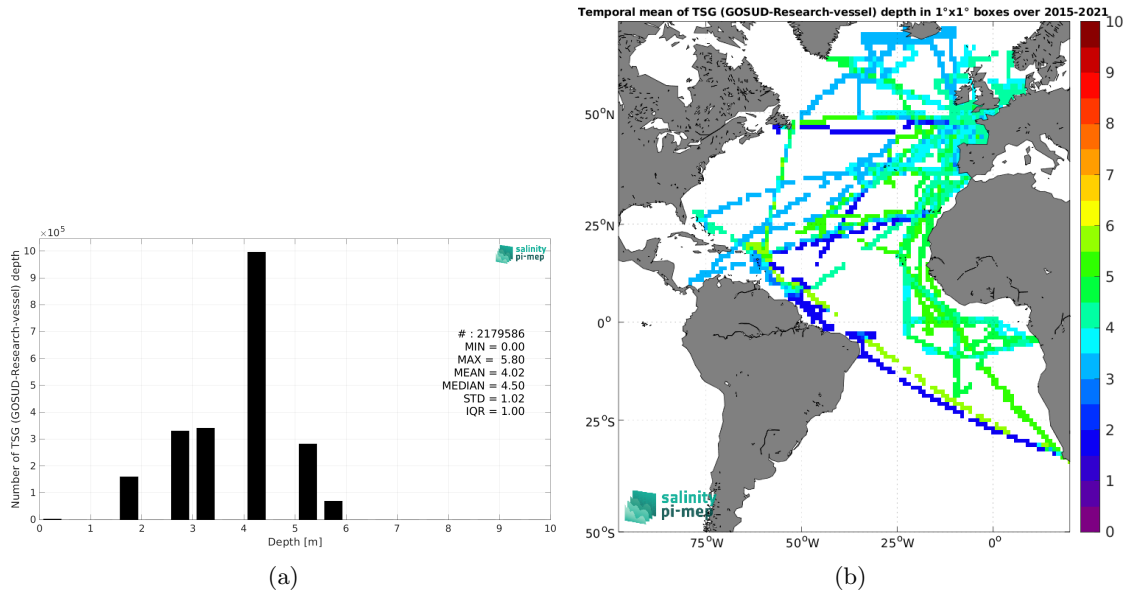 Temporal mean of TSG (GOSUD-Research-vessel) depth in 1°x1° boxes over 2015-2021
×10⁵
10
9
8
7
6
5
4
3
2
1
0
Number of TSG (GOSUD-Research-vessel) depth
salinity
pi-mep
# : 2179586
MIN = 0.00
MAX = 5.80
MEAN = 4.02
MEDIAN = 4.50
STD = 1.02
IQR = 1.00
0 1 2 3 4 5 6 7 8 9 10
Depth [m]
(a)
50°N
25°N
0°
25°S
50°S
75°W 50°W 25°W 0°
salinity
pi-mep
10
9
8
7
6
5
4
3
2
1
0
(b)